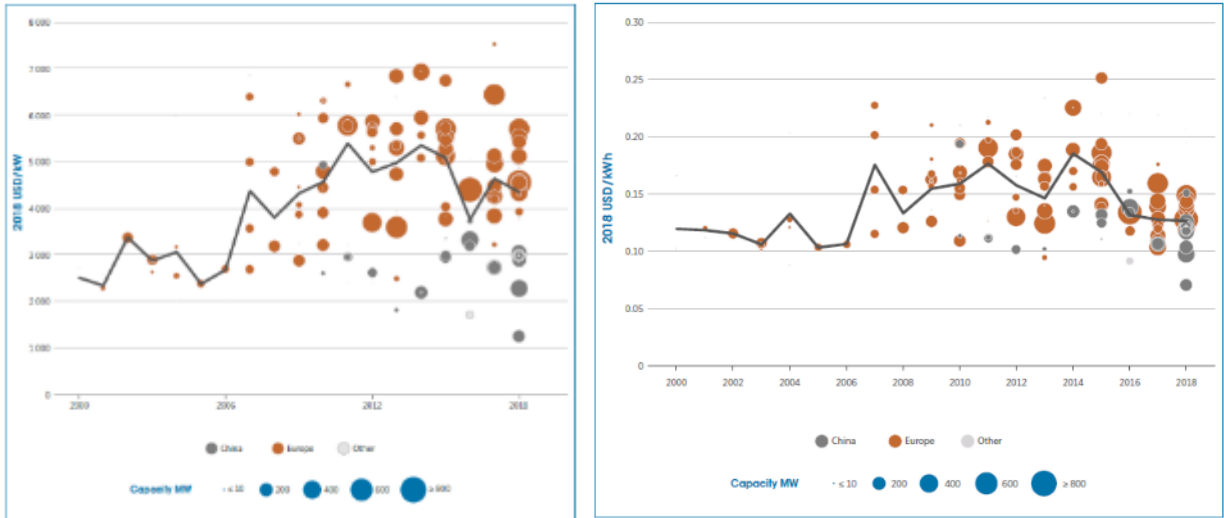 2018 USD/kW
8 000
7 000
6 000
5 000
4 000
3 000
2 000
1 000
0
2000 2006 2012 2018
China Europe Other
Capacity MW ≤ 10 200 400 600 ≥ 800
2018 USD/kWh
0.30
0.25
0.20
0.15
0.10
0.05
0
2000 2002 2004 2006 2008 2010 2012 2014 2016 2018
China Europe Other
Capacity MW ≤ 10 200 400 600 ≥ 800